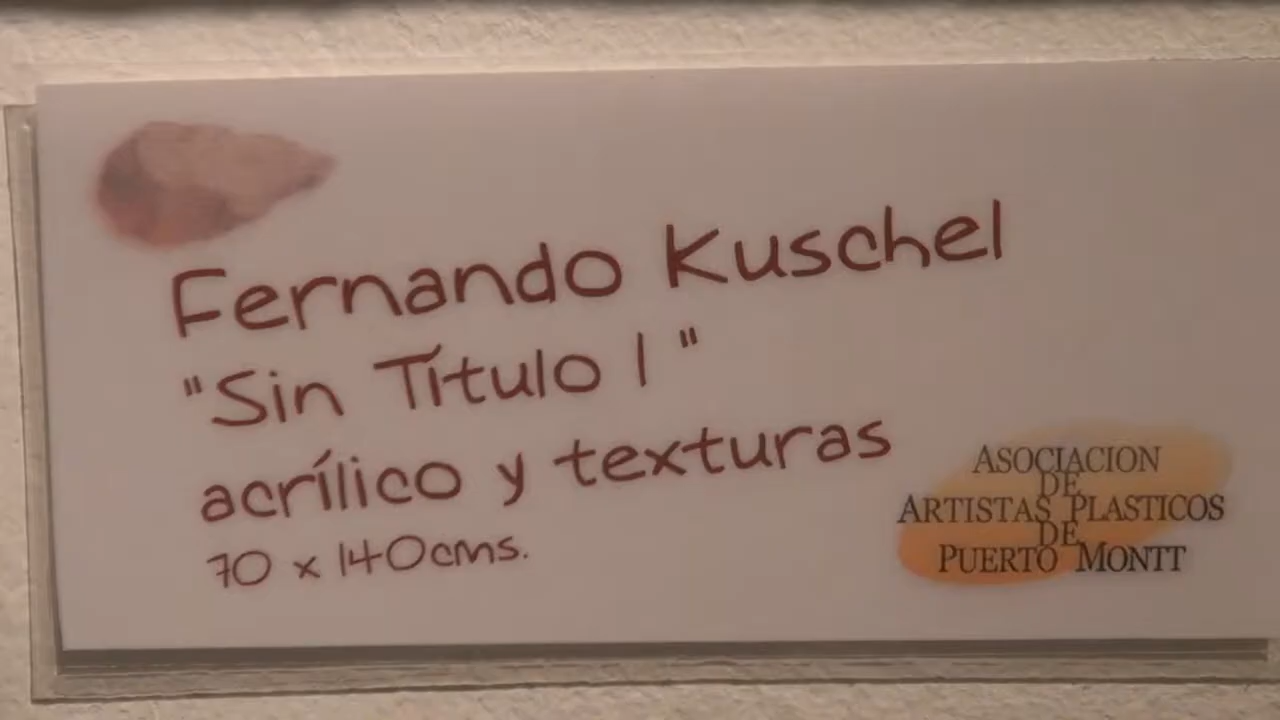 Fernando Kuschel
"Sin Título I "
acrílico y texturas
70 x 140cms.
ASOCIACION
DE
ARTISTAS PLASTICOS
DE
PUERTO MONTT